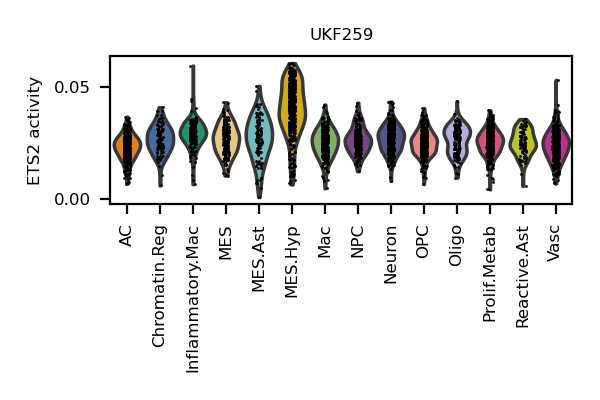 UKF259
ETS2 activity
0.05
0.00
AC
Chromatin.Reg
Inflammatory.Mac
MES
MES.Ast
MES.Hyp
Mac
NPC
Neuron
OPC
Oligo
Prolif.Metab
Reactive.Ast
Vasc